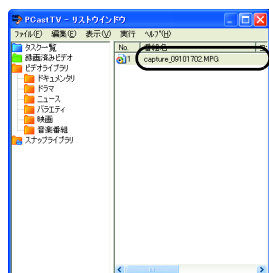 PCastTV - リストウインドウ
ファイル(F) 編集(E) 表示(V) 実行 ヘルプ(H)
タスク一覧
録画済みビデオ
ビデオライブラリ
ドキュメンタリ
ドラマ
ニュース
バラエティ
映画
音楽番組
スナップライブラリ
No. 番組名
1 capture_09101702.MPG